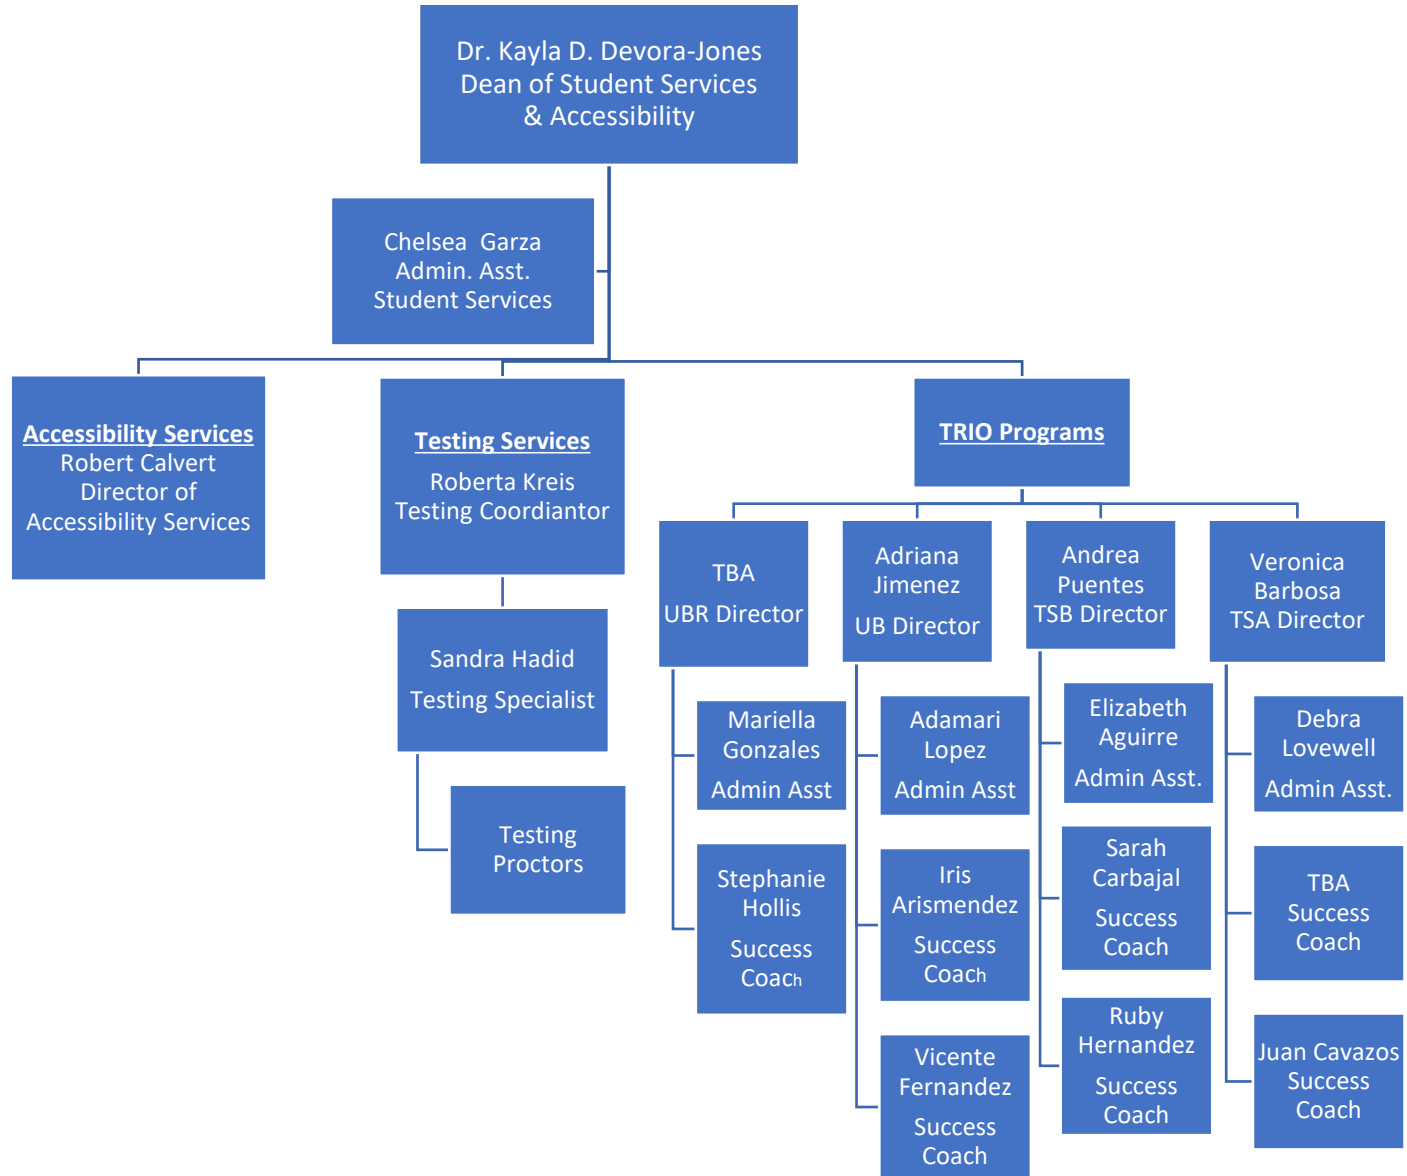 Dr. Kayla D. Devora-Jones
Dean of Student Services
& Accessibility
Chelsea  Garza
Admin. Asst.
Student Services
Accessibility Services
Robert Calvert
Director of
Accessibility Services
Testing Services
Roberta Kreis
Testing Coordiantor
Sandra Hadid
Testing Specialist
Testing
Proctors
TRIO Programs
TBA
UBR Director
Mariella
Gonzales
Admin Asst
Stephanie
Hollis
Success
Coach
Adriana
Jimenez
UB Director
Adamari
Lopez
Admin Asst
Iris
Arismendez
Success
Coach
Vicente
Fernandez
Success
Coach
Andrea
Puentes
TSB Director
Elizabeth
Aguirre
Admin Asst.
Sarah
Carbajal
Success
Coach
Ruby
Hernandez
Success
Coach
Veronica
Barbosa
TSA Director
Debra
Lovewell
Admin Asst.
TBA
Success
Coach
Juan Cavazos
Success
Coach